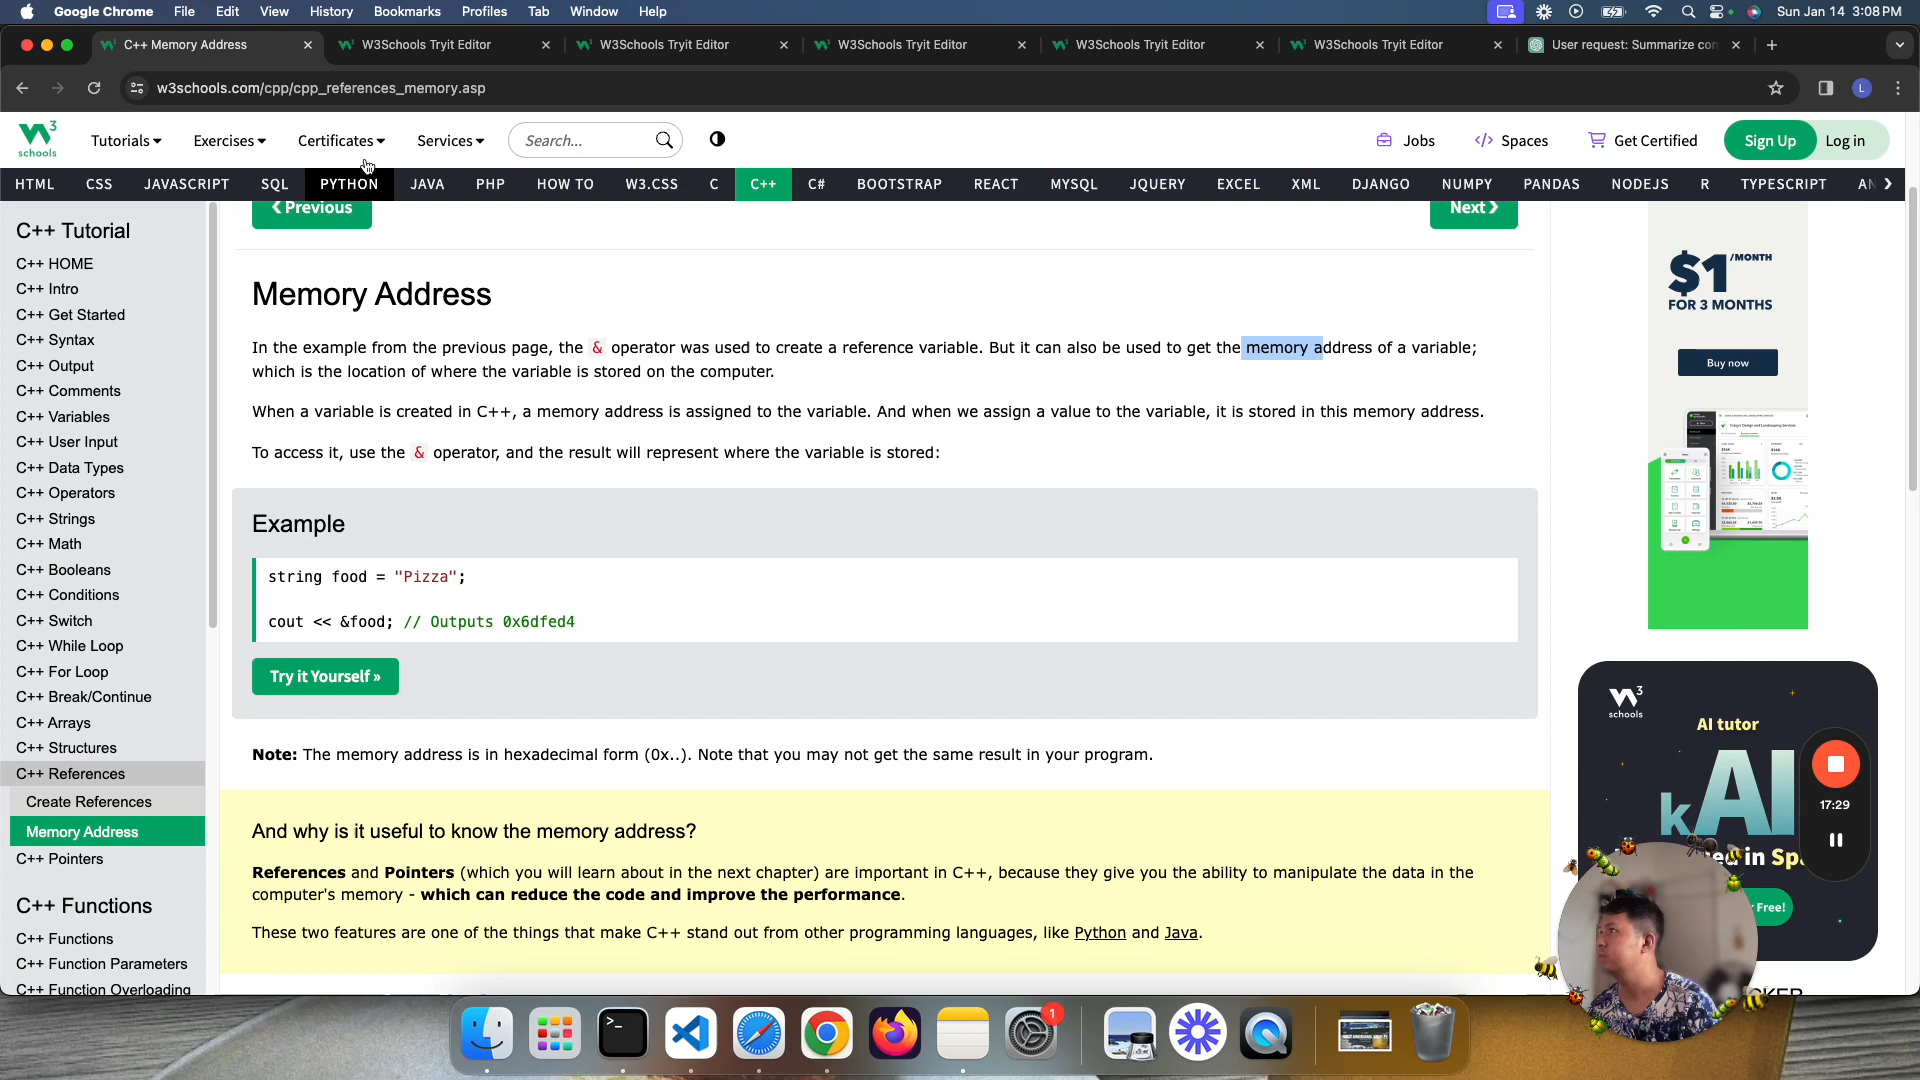 Google Chrome File Edit View History Bookmarks Profiles Tab Window Help Sun Jan 14 3:08 PM
C++ Memory Address W3Schools Tryit Editor W3Schools Tryit Editor W3Schools Tryit Editor W3Schools Tryit Editor W3Schools Tryit Editor User request: Summarize con
w3schools.com/cpp/cpp_references_memory.asp L
W3 schools Tutorials Exercises Certificates Services Search... Jobs Spaces Get Certified Sign Up Log in
HTML CSS JAVASCRIPT SQL PYTHON JAVA PHP HOW TO W3.CSS C C++ C# BOOTSTRAP REACT MYSQL JQUERY EXCEL XML DJANGO NUMPY PANDAS NODEJS R TYPESCRIPT AN ❯
C++ Tutorial
C++ HOME
C++ Intro
C++ Get Started
C++ Syntax
C++ Output
C++ Comments
C++ Variables
C++ User Input
C++ Data Types
C++ Operators
C++ Strings
C++ Math
C++ Booleans
C++ Conditions
C++ Switch
C++ While Loop
C++ For Loop
C++ Break/Continue
C++ Arrays
C++ Structures
C++ References
Create References
Memory Address
C++ Pointers
C++ Functions
C++ Functions
C++ Function Parameters
C++ Function Overloading
❮ Previous
Next ❯
Memory Address
In the example from the previous page, the & operator was used to create a reference variable. But it can also be used to get the memory address of a variable;
which is the location of where the variable is stored on the computer.
When a variable is created in C++, a memory address is assigned to the variable. And when we assign a value to the variable, it is stored in this memory address.
To access it, use the & operator, and the result will represent where the variable is stored:
Example
string food = "Pizza";
cout << &food; // Outputs 0x6dfed4
Try it Yourself »
Note: The memory address is in hexadecimal form (0x..). Note that you may not get the same result in your program.
And why is it useful to know the memory address?
References and Pointers (which you will learn about in the next chapter) are important in C++, because they give you the ability to manipulate the data in the
computer's memory - which can reduce the code and improve the performance.
These two features are one of the things that make C++ stand out from other programming languages, like Python and Java.
$1 /MONTH
FOR 3 MONTHS
Buy now
W3 schools
AI tutor
kAI
17:29
ed in Sp
Free!
1